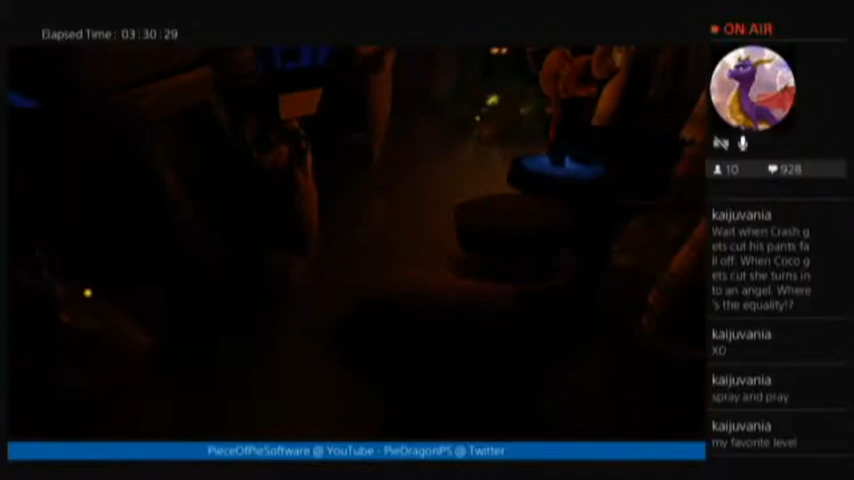 Elapsed Time: 03:30:29
ON AIR
10 928
kaijuvania
Wait when Crash g
ets cut his pants fa
ll off. When Coco g
ets cut she turns in
to an angel. Where
's the equality!?
kaijuvania
XD
kaijuvania
spray and pray
kaijuvania
my favorite level
PieceOfPieSoftware @ YouTube - PieDragonPS @ Twitter